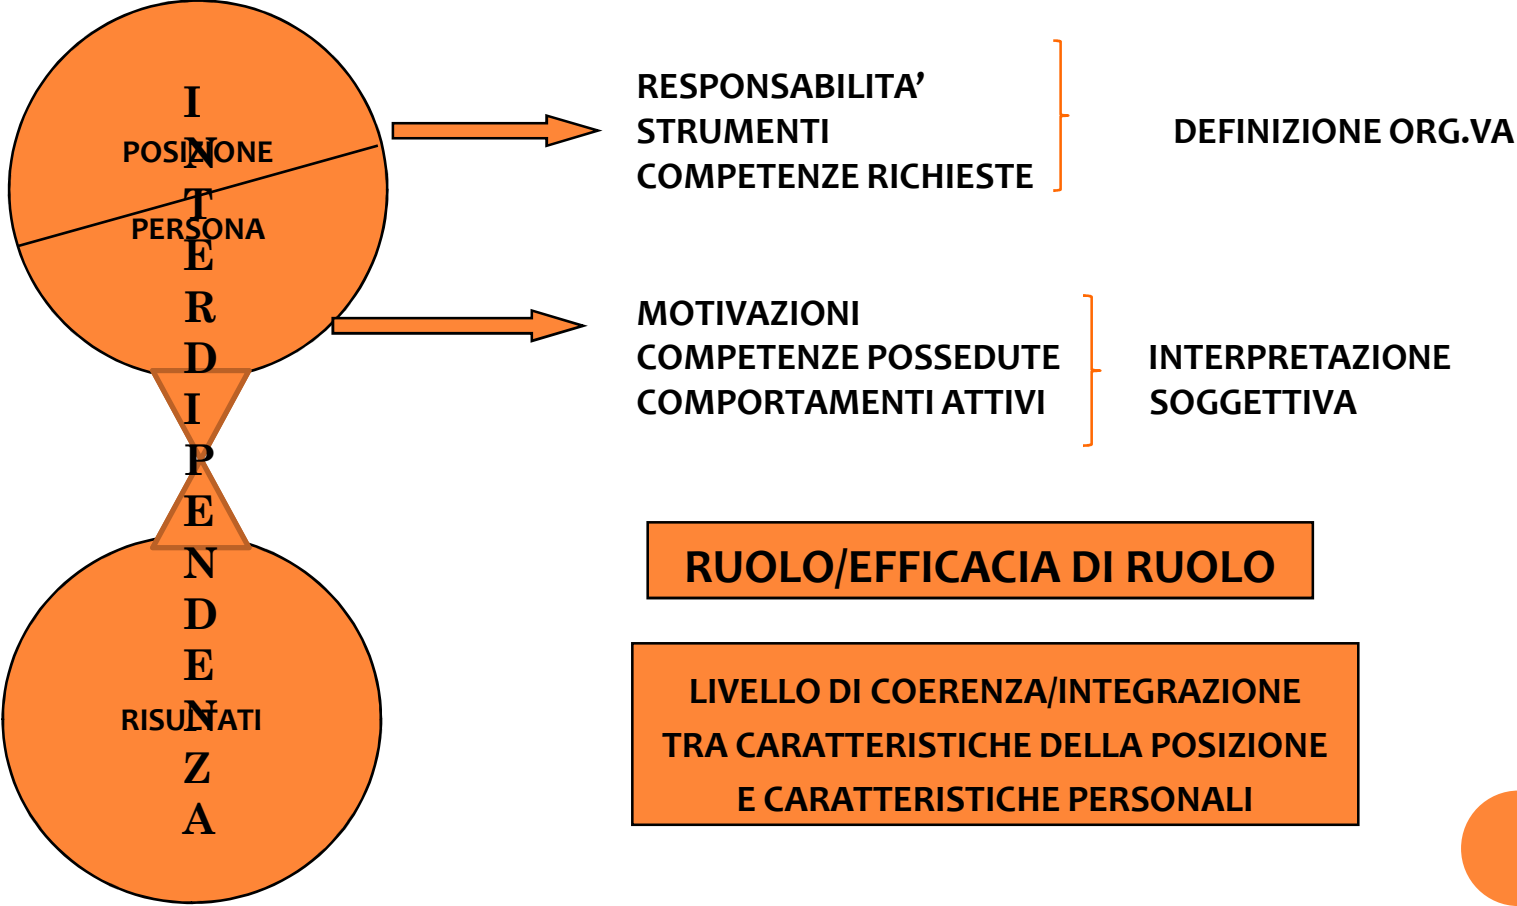 POSIZIONE
PERSONA
INTERDIPENDENZA
RISULTATI
RESPONSABILITA’
STRUMENTI
COMPETENZE RICHIESTE
DEFINIZIONE ORG.VA
MOTIVAZIONI
COMPETENZE POSSEDUTE
COMPORTAMENTI ATTIVI
INTERPRETAZIONE
SOGGETTIVA
RUOLO/EFFICACIA DI RUOLO
LIVELLO DI COERENZA/INTEGRAZIONE
TRA CARATTERISTICHE DELLA POSIZIONE
E CARATTERISTICHE PERSONALI